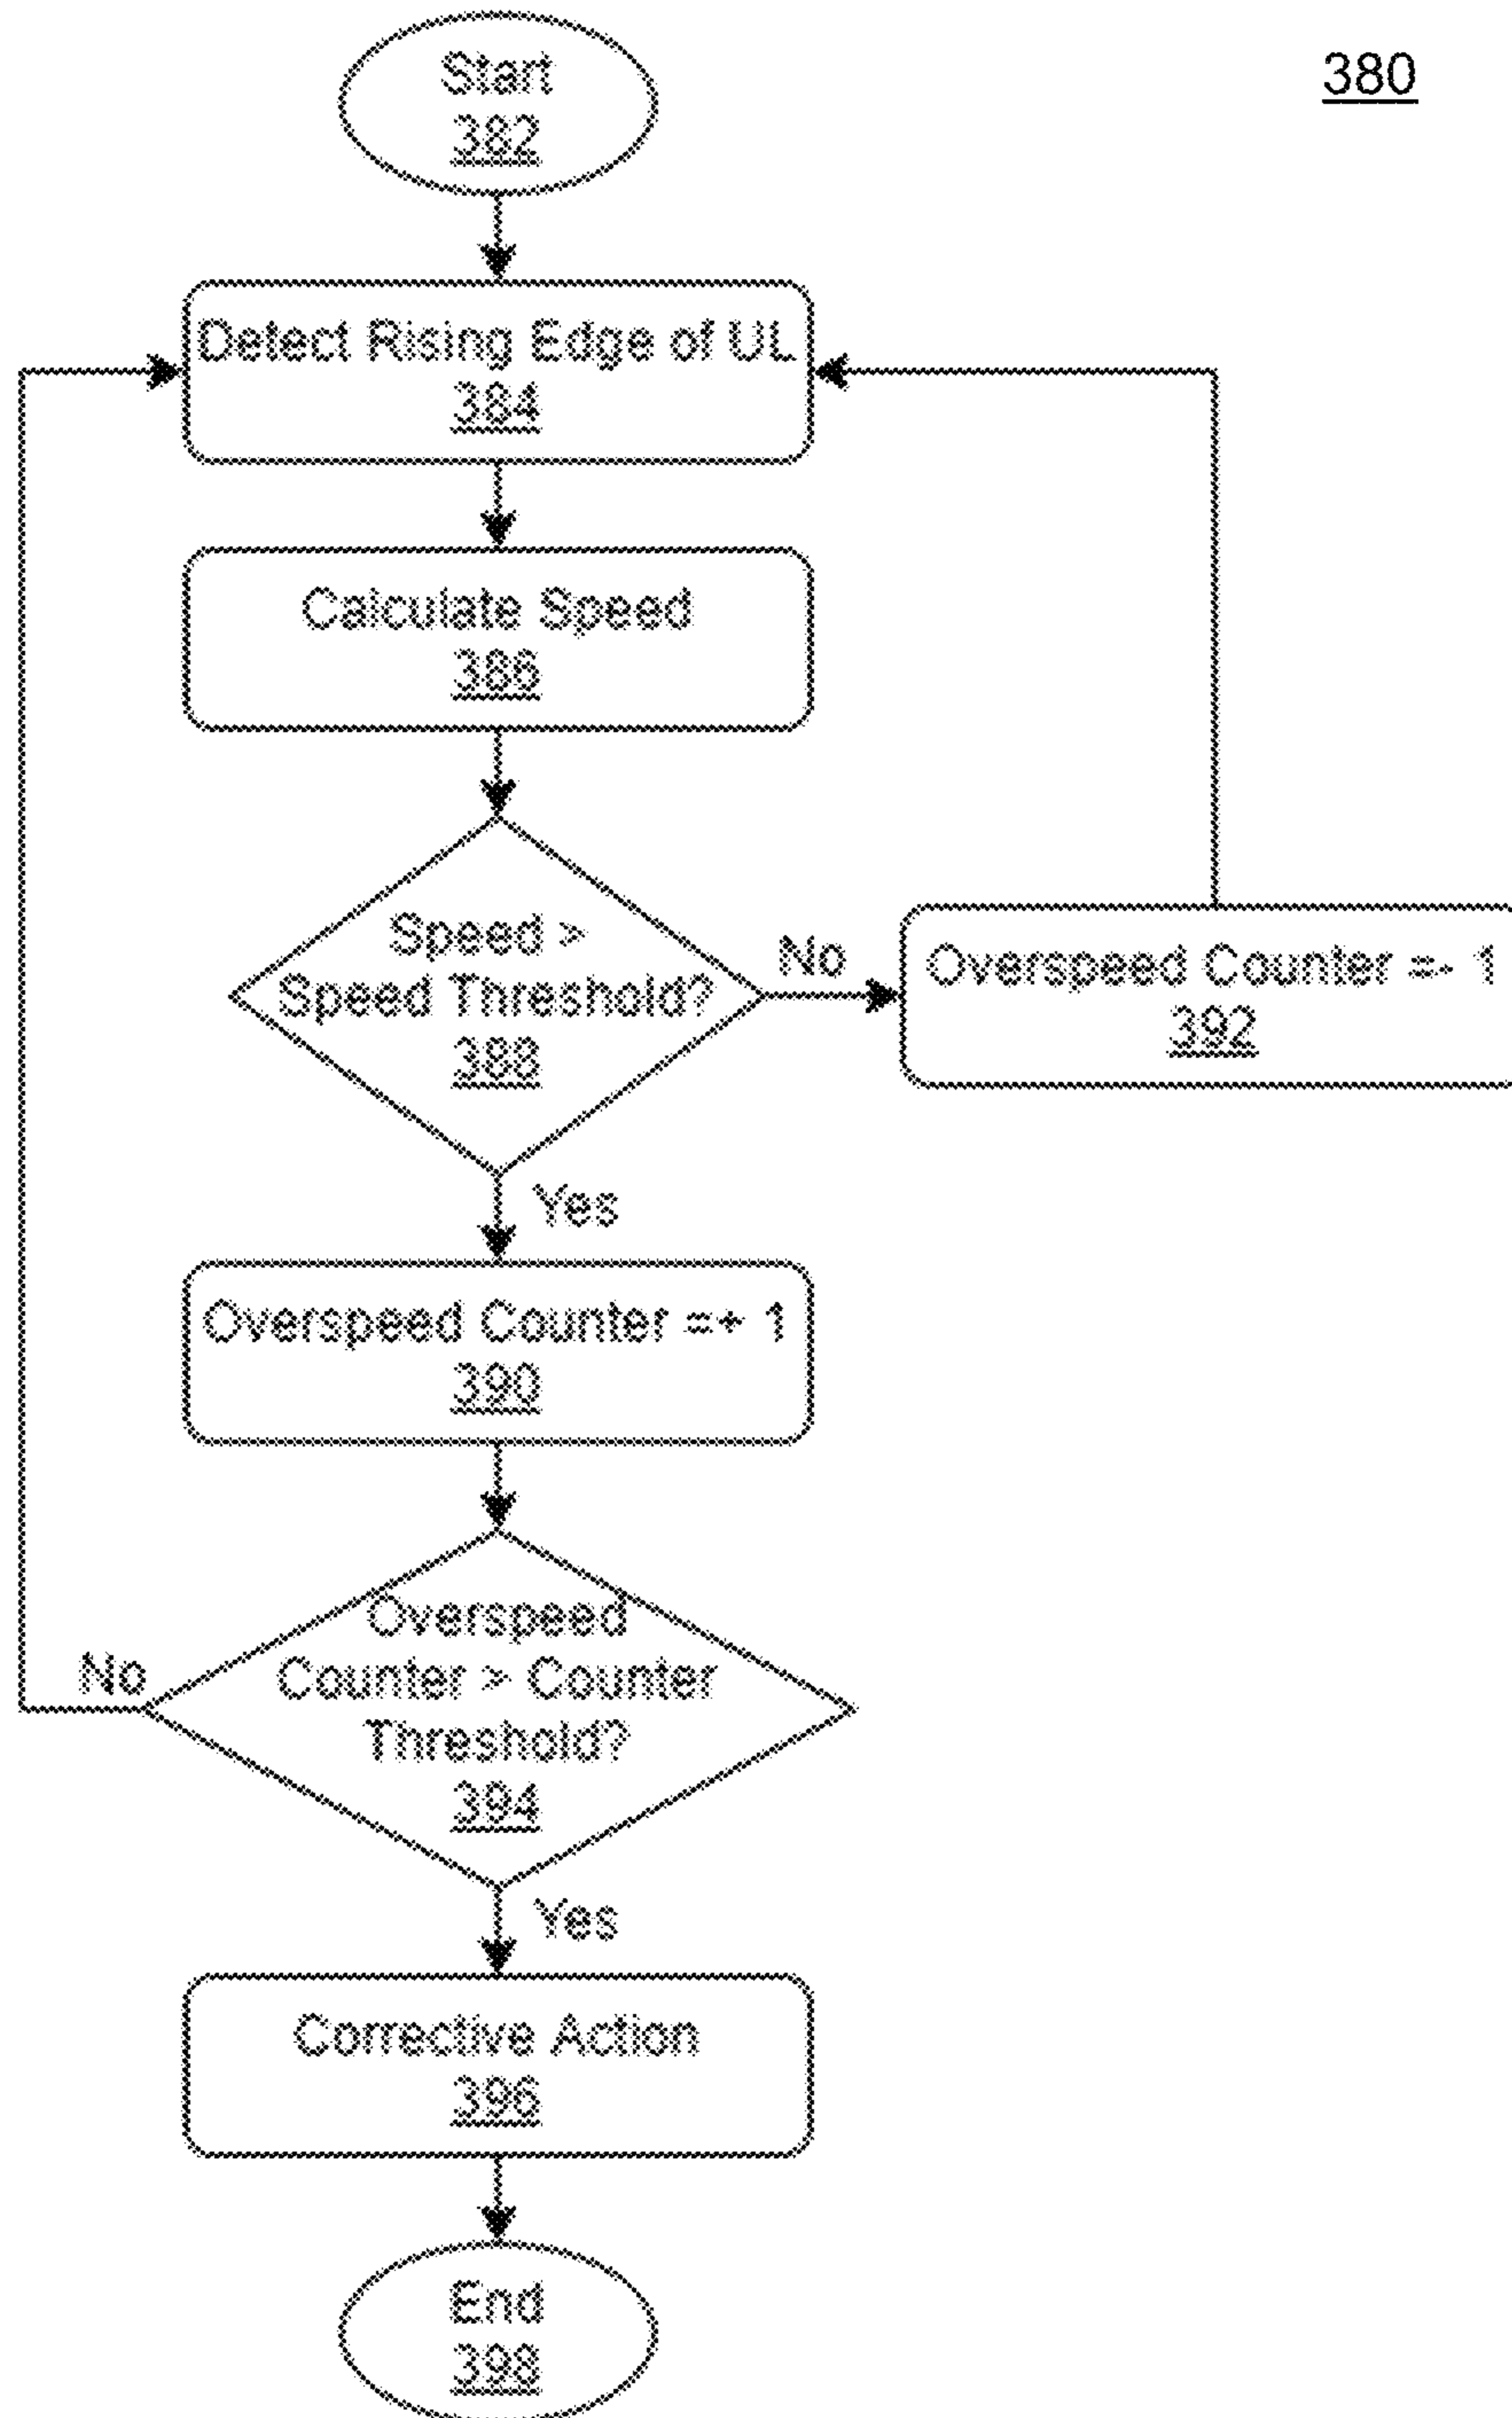 380
Start
382
Detect Rising Edge of UL
384
Calculate Speed
386
Speed >
Speed Threshold?
388
No
Overspeed Counter =- 1
392
Yes
Overspeed Counter =+ 1
390
Overspeed
Counter > Counter
Threshold?
394
No
Yes
Corrective Action
396
End
398